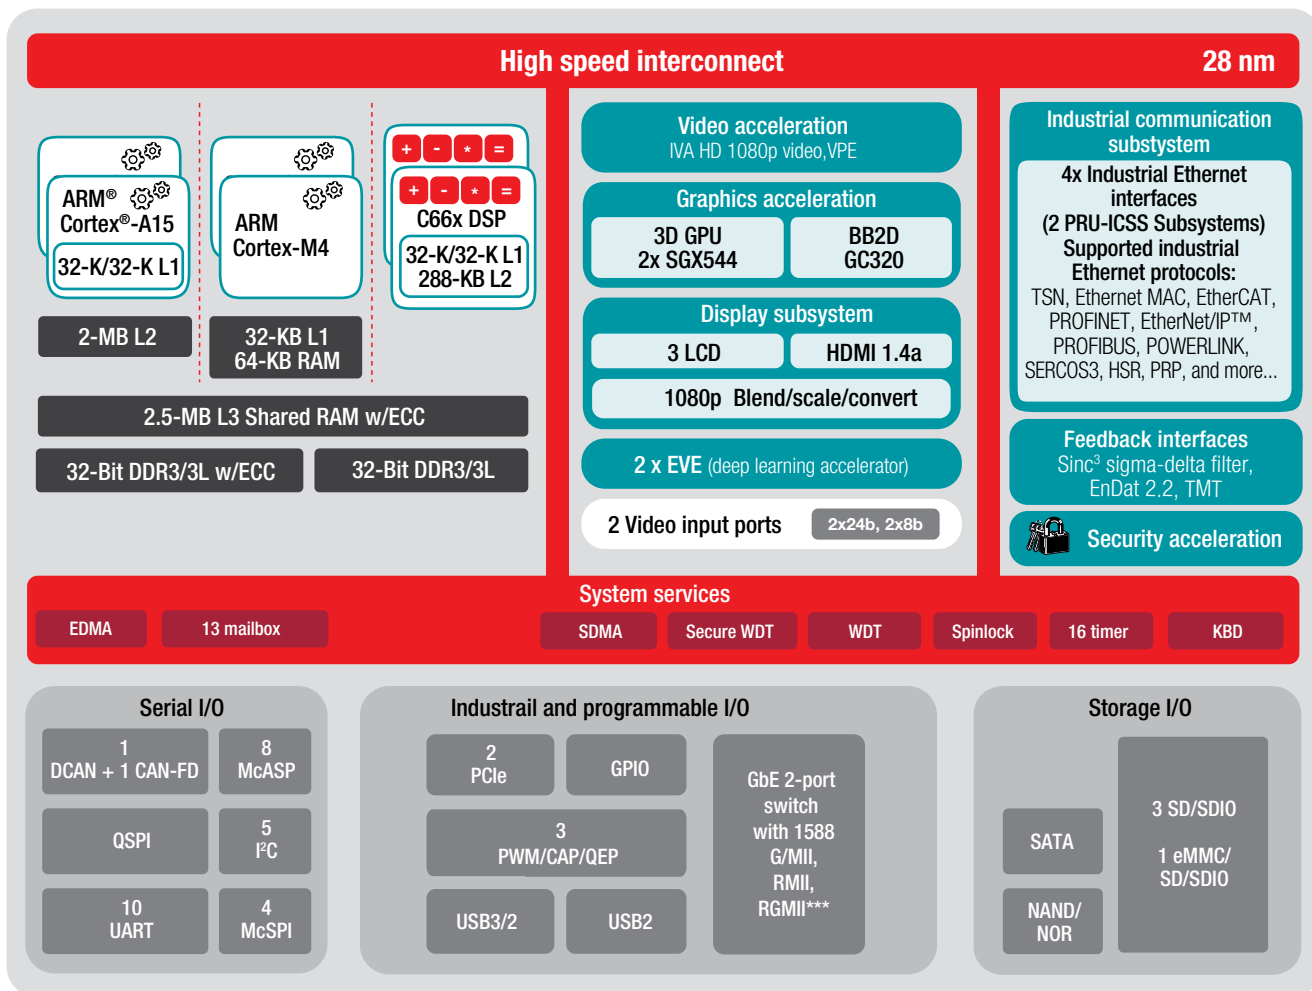 High speed interconnect
28 nm
ARM®
Cortex®-A15
32-K/32-K L1
2-MB L2
ARM
Cortex-M4
32-KB L1
64-KB RAM
+ - * =
+ - * =
C66x DSP
32-K/32-K L1
288-KB L2
2.5-MB L3 Shared RAM w/ECC
32-Bit DDR3/3L w/ECC
32-Bit DDR3/3L
Video acceleration
IVA HD 1080p video,VPE
Graphics acceleration
3D GPU
2x SGX544
BB2D
GC320
Display subsystem
3 LCD
HDMI 1.4a
1080p Blend/scale/convert
2 x EVE (deep learning accelerator)
2 Video input ports
2x24b, 2x8b
Industrial communication
substystem
4x Industrial Ethernet
interfaces
(2 PRU-ICSS Subsystems)
Supported industrial
Ethernet protocols:
TSN, Ethernet MAC, EtherCAT,
PROFINET, EtherNet/IP™,
PROFIBUS, POWERLINK,
SERCOS3, HSR, PRP, and more...
Feedback interfaces
Sinc³ sigma-delta filter,
EnDat 2.2, TMT
Security acceleration
System services
EDMA
13 mailbox
SDMA
Secure WDT
WDT
Spinlock
16 timer
KBD
Serial I/O
1
DCAN + 1 CAN-FD
8
McASP
QSPI
5
I²C
10
UART
4
McSPI
Industrail and programmable I/O
2
PCIe
GPIO
3
PWM/CAP/QEP
USB3/2
USB2
GbE 2-port
switch
with 1588
G/MII,
RMII,
RGMII***
Storage I/O
SATA
NAND/
NOR
3 SD/SDIO
1 eMMC/
SD/SDIO